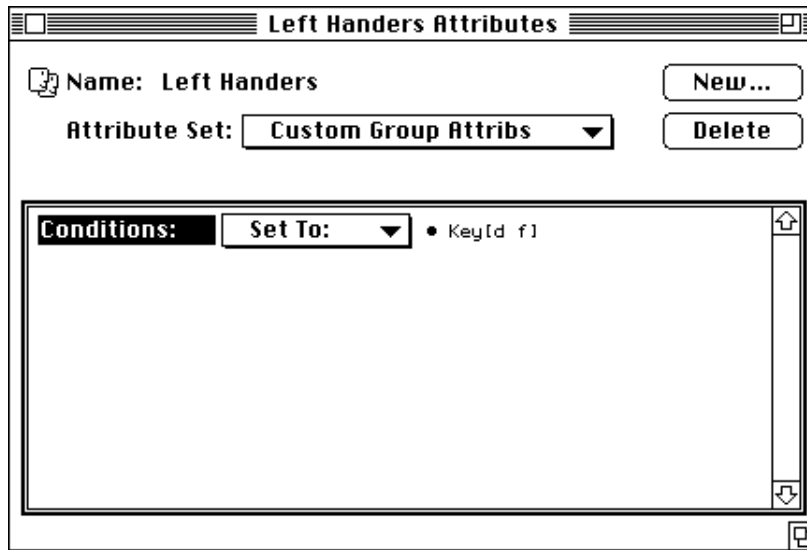 Left Handers Attributes
Name: Left Handers
New...
Attribute Set: Custom Group Attribs
Delete
Conditions: Set To: • Key[d f]